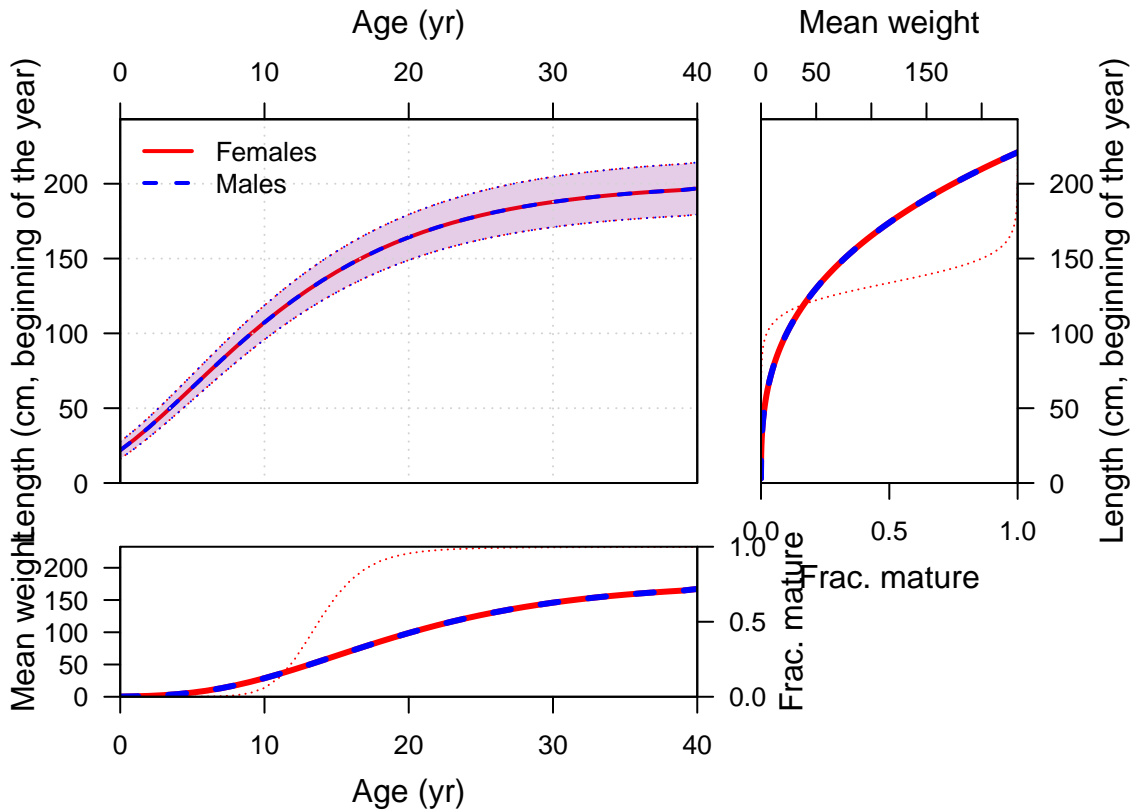 Age (yr)
Mean weight
0 10 20 30 40
0 50 150
Length (cm, beginning of the year)
200
150
100
50
0
Females
Males
200
150
100
50
0
Length (cm, beginning of the year)
0.0 0.5 1.0
Frac. mature
Mean weight
200
150
100
50
0
1.0
0.5
0.0
Frac. mature
0 10 20 30 40
Age (yr)